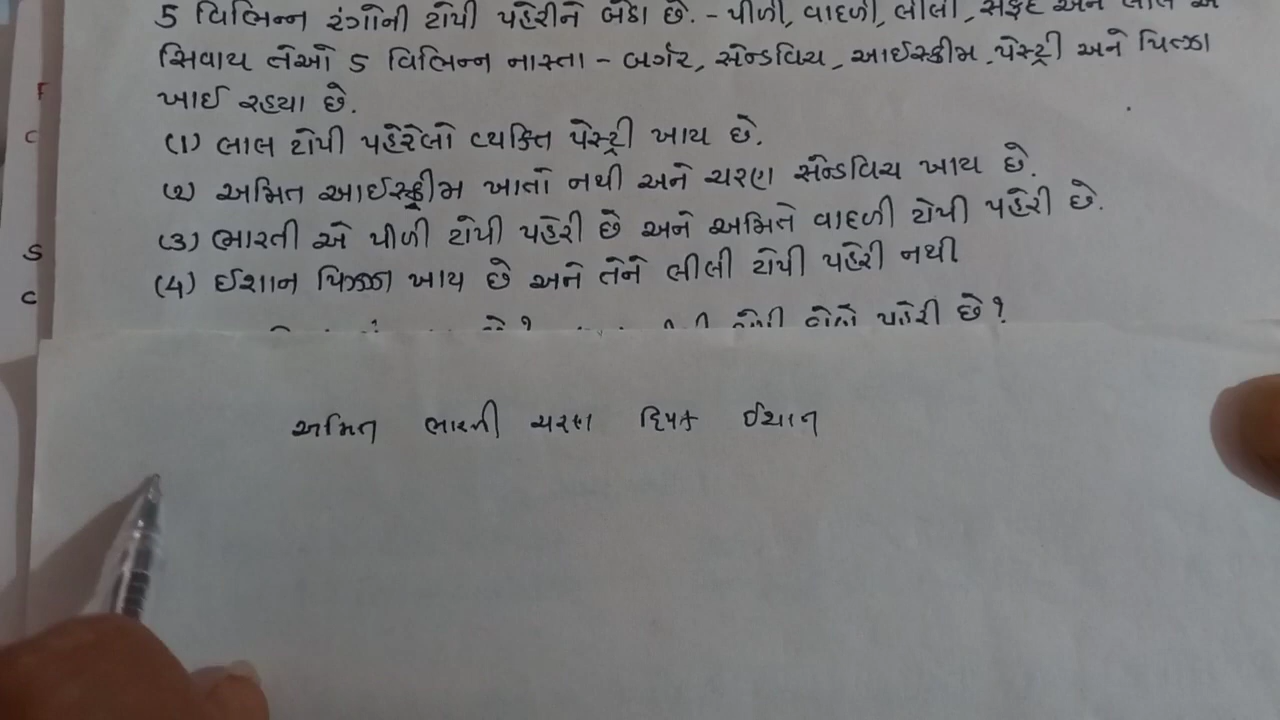 5 વિભિન્ન રંગોની ટોપી પહેરીને બેઠા છે. - પીળી, વાદળી, લીલી, સફેદ અને લાલ એ
સિવાય તેઓ 5 વિભિન્ન નાસ્તા - બર્ગર, સેન્ડવિચ, આઈસ્ક્રીમ, પેસ્ટ્રી અને પિત્ઝા
ખાઈ રહયા છે.
(1) લાલ ટોપી પહેરેલો વ્યક્તિ પેસ્ટ્રી ખાય છે.
(2) અમિત આઈસ્ક્રીમ ખાતો નથી અને ચરણ સેન્ડવિચ ખાય છે.
(3) ભારતી એ પીળી ટોપી પહેરી છે અને અમિતે વાદળી ટોપી પહેરી છે.
(4) ઈશાન પિઝ્ઝા ખાય છે અને તેને લીલી ટોપી પહેરી નથી
પહેરી છે?
અમિત ભારતી ચરણ દિપક ઈશાન
F
C
S
C